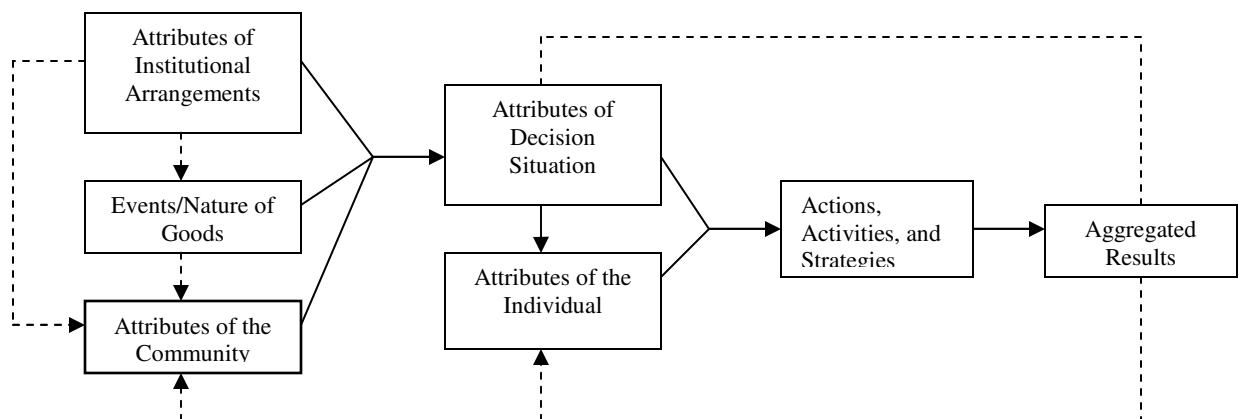 Attributes of
Institutional
Arrangements
Events/Nature of
Goods
Attributes of the
Community
Attributes of
Decision
Situation
Attributes of the
Individual
Actions,
Activities, and
Strategies
Aggregated
Results